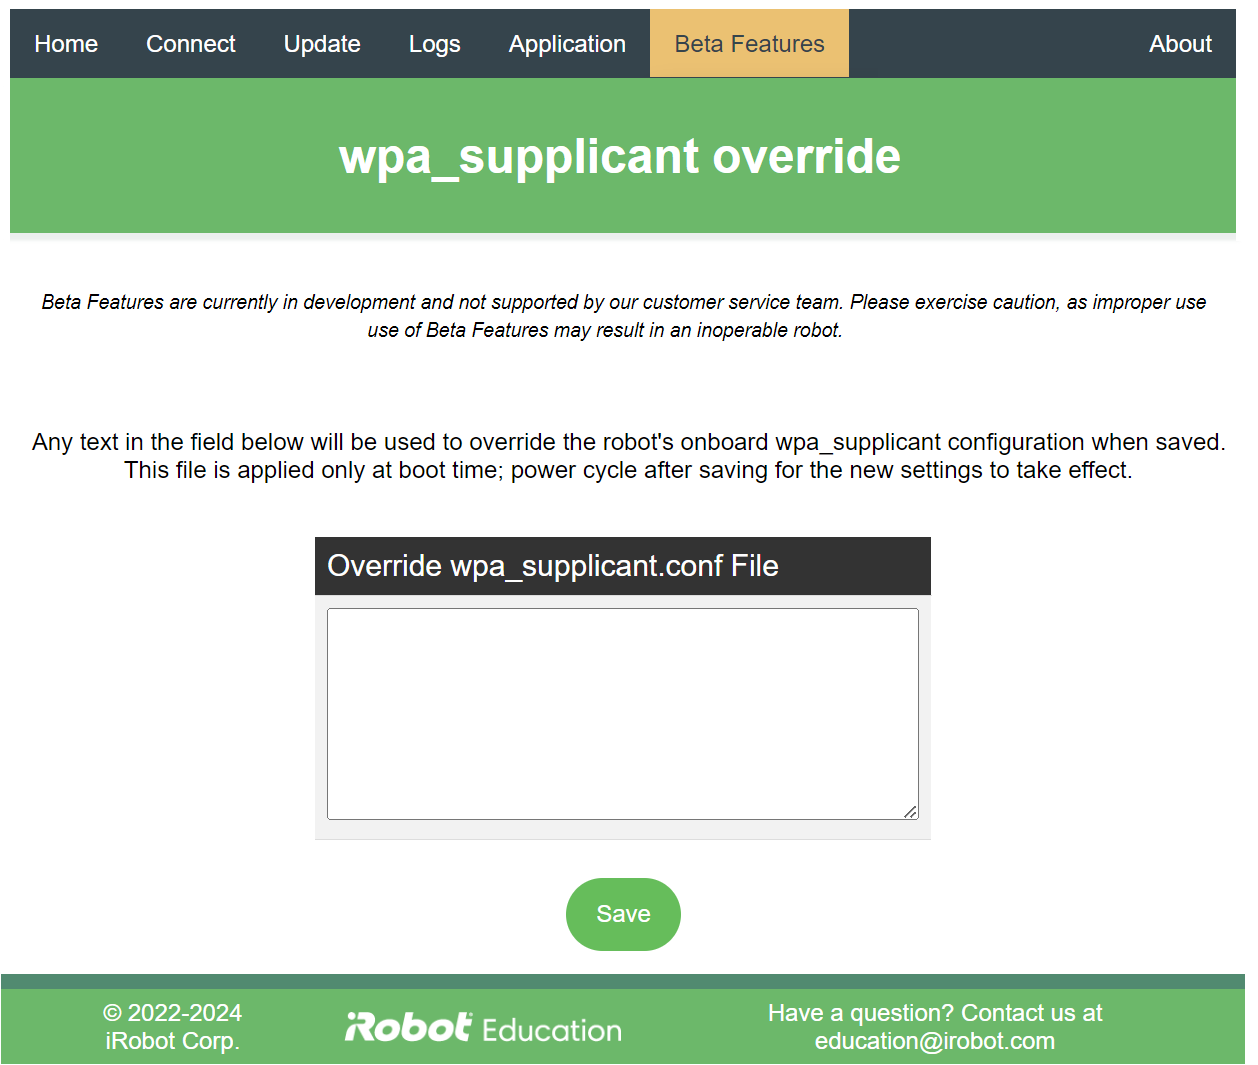 Home Connect Update Logs Application Beta Features About
wpa_supplicant override
Beta Features are currently in development and not supported by our customer service team. Please exercise caution, as improper use
use of Beta Features may result in an inoperable robot.
Any text in the field below will be used to override the robot's onboard wpa_supplicant configuration when saved.
This file is applied only at boot time; power cycle after saving for the new settings to take effect.
Override wpa_supplicant.conf File
Save
© 2022-2024
iRobot Corp.
iRobot Education
Have a question? Contact us at
education@irobot.com